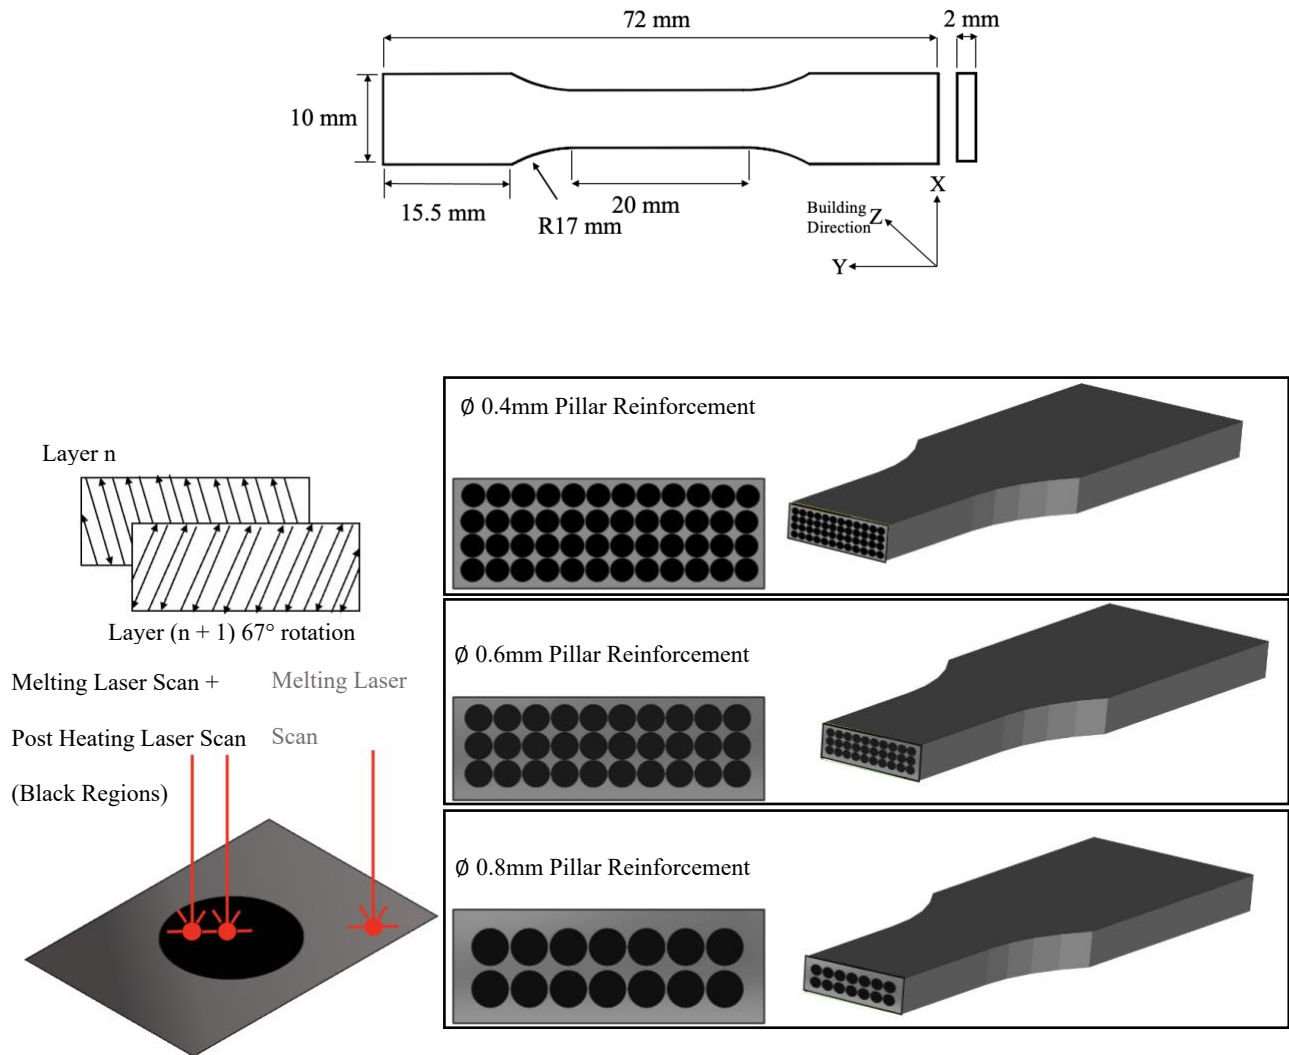 72 mm
2 mm
10 mm
15.5 mm
R17 mm
20 mm
X
Building
Direction
Z
Y
Layer n
Layer (n + 1) 67° rotation
Melting Laser Scan +
Post Heating Laser Scan
(Black Regions)
Melting Laser
Scan
Ø 0.4mm Pillar Reinforcement
Ø 0.6mm Pillar Reinforcement
Ø 0.8mm Pillar Reinforcement